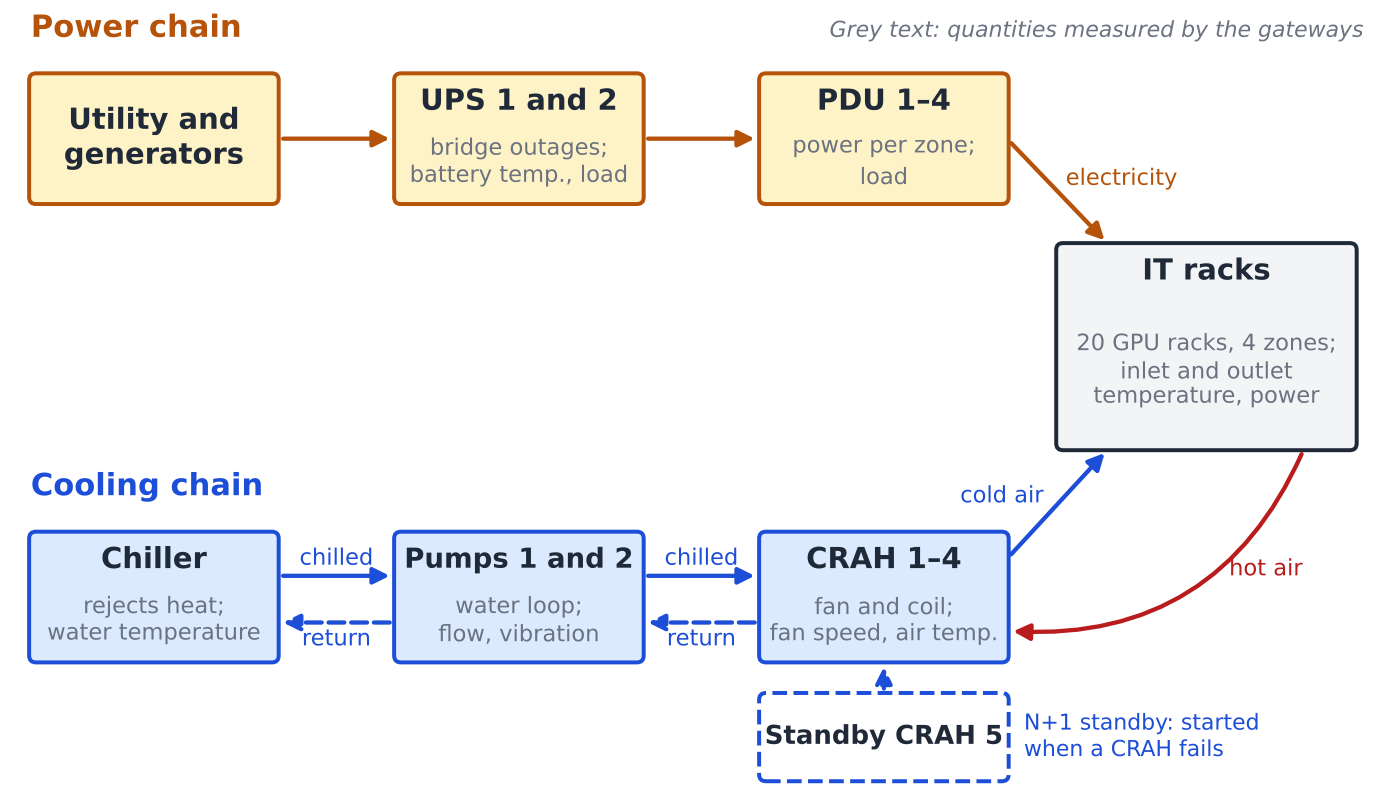 Power chain
Grey text: quantities measured by the gateways
Utility and
generators
UPS 1 and 2
bridge outages;
battery temp., load
PDU 1–4
power per zone;
load
electricity
IT racks
20 GPU racks, 4 zones;
inlet and outlet
temperature, power
Cooling chain
cold air
hot air
Chiller
rejects heat;
water temperature
chilled
return
Pumps 1 and 2
water loop;
flow, vibration
chilled
return
CRAH 1–4
fan and coil;
fan speed, air temp.
Standby CRAH 5
N+1 standby: started
when a CRAH fails